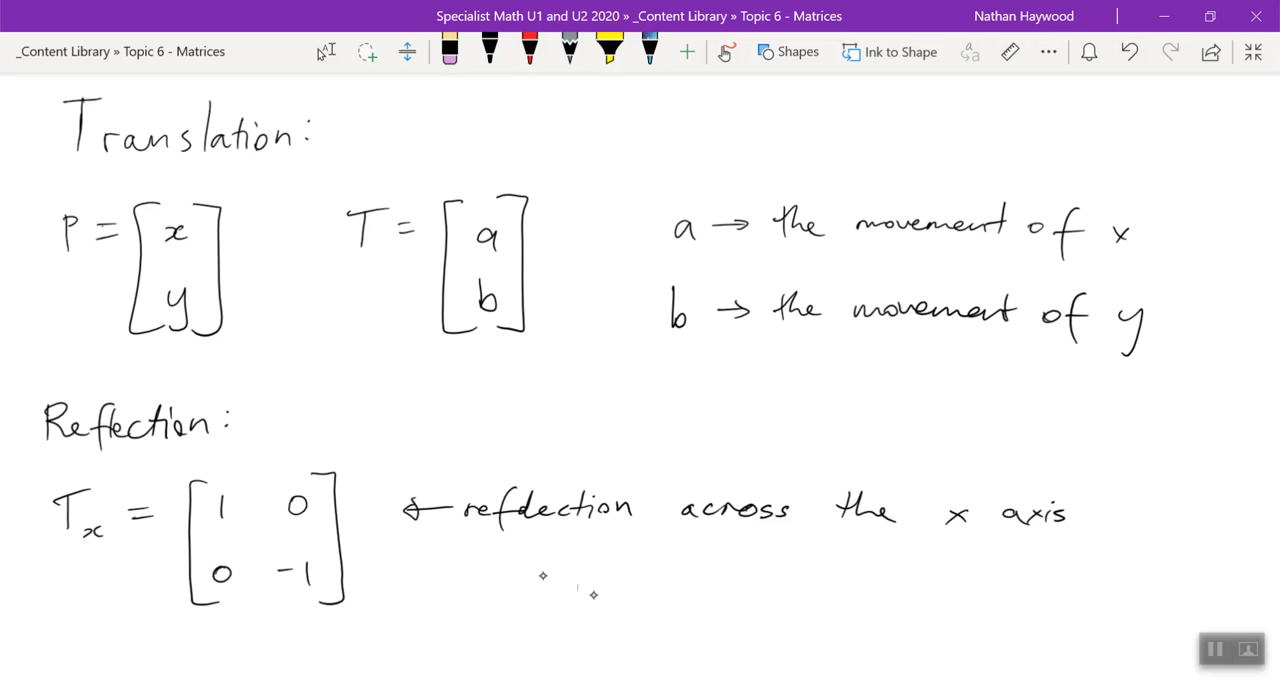 Specialist Math U1 and U2 2020 » _Content Library » Topic 6 - Matrices
Nathan Haywood
_Content Library » Topic 6 - Matrices
Shapes
Ink to Shape
Translation:
P = [x y]
T = [a b]
a → the movement of x
b → the movement of y
Reflection:
Tx = [1 0
0 -1]
← refdection across the x axis